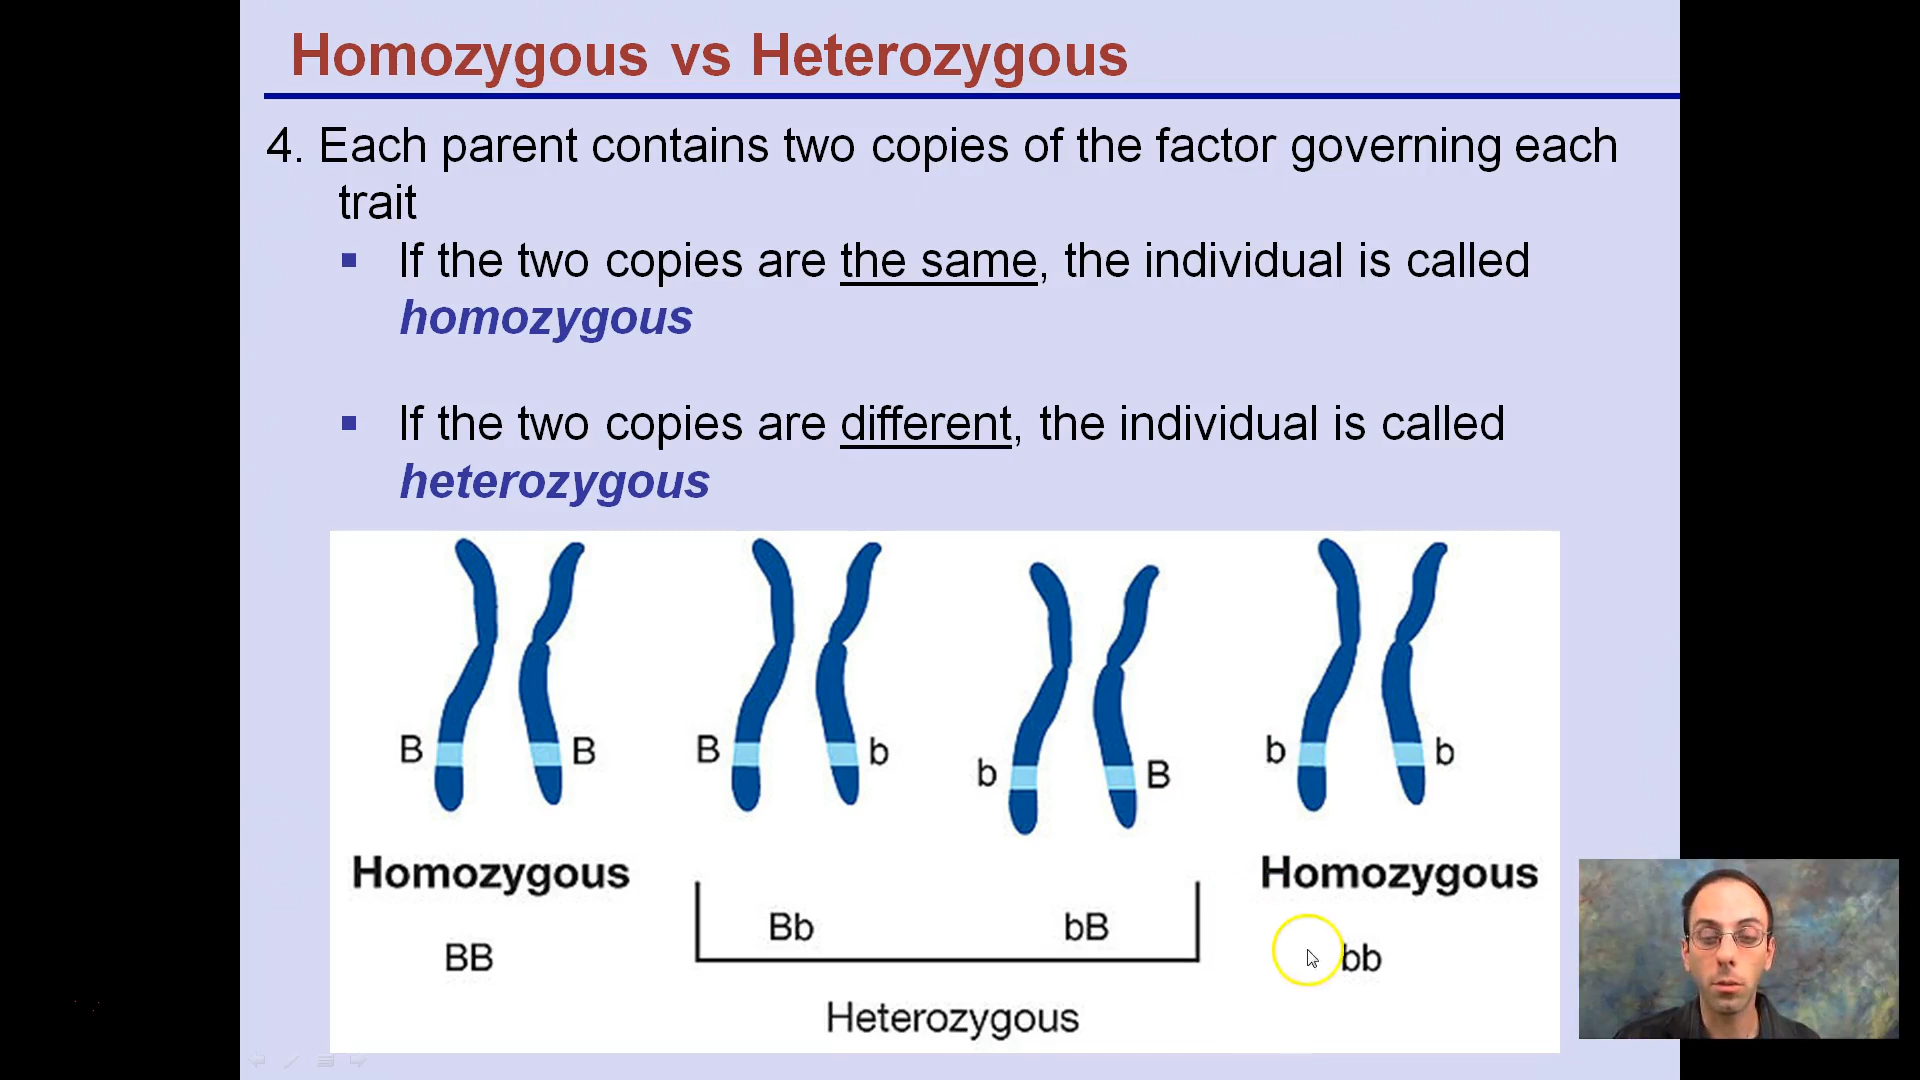 Homozygous vs Heterozygous
4. Each parent contains two copies of the factor governing each
trait
If the two copies are the same, the individual is called
homozygous
If the two copies are different, the individual is called
heterozygous
B B B b b B b b
Homozygous Homozygous
Bb bB
BB bb
Heterozygous